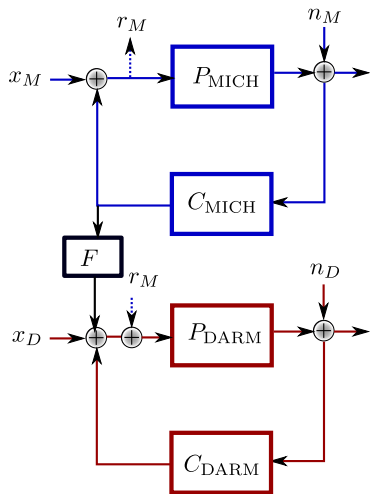 r_M
n_M
x_M
P_MICH
C_MICH
F
r_M
n_D
x_D
P_DARM
C_DARM